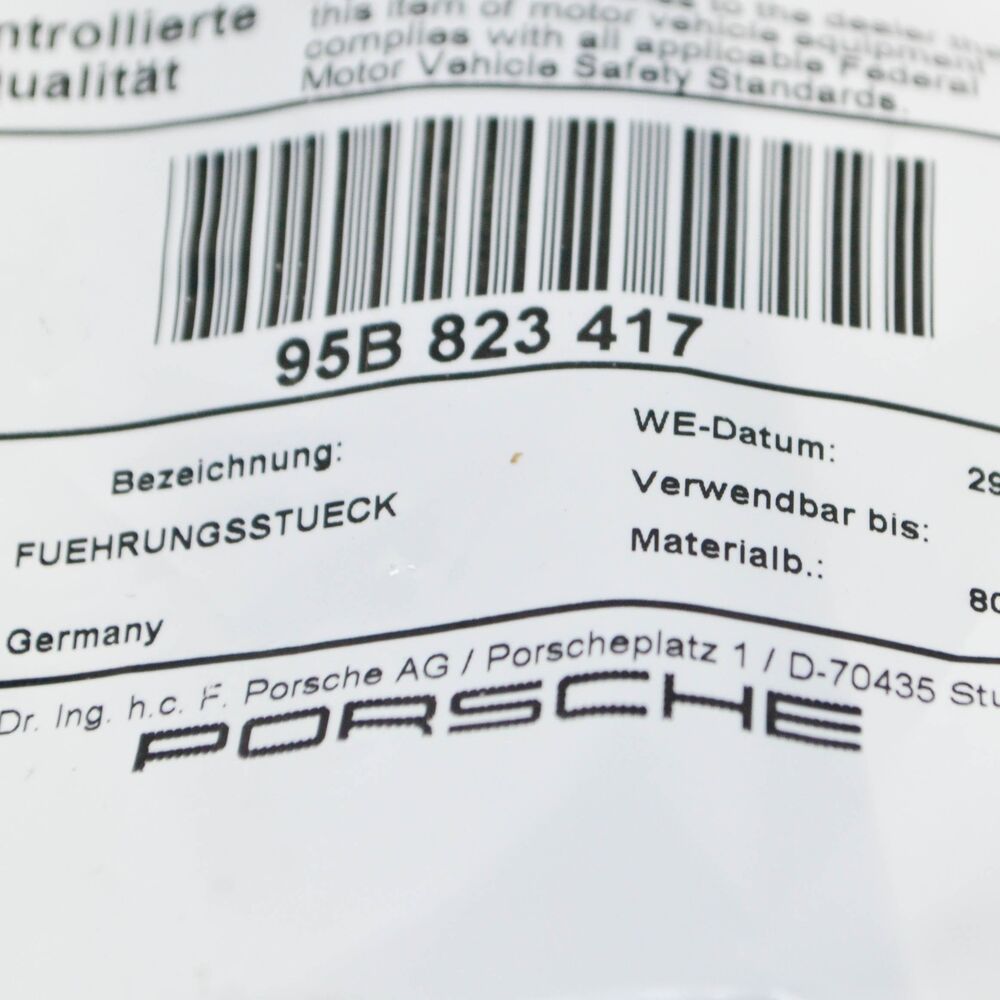 ntrollierte
ualität
this item of motor vehicle equipment
complies with all applicable Federal
Motor Vehicle Safety Standards.
95B 823 417
Bezeichnung:
FUEHRUNGSSTUECK
Germany
WE-Datum: 29
Verwendbar bis:
Materialb.: 80
Dr. Ing. h.c. F. Porsche AG / Porscheplatz 1 / D-70435 Stu
PORSCHE